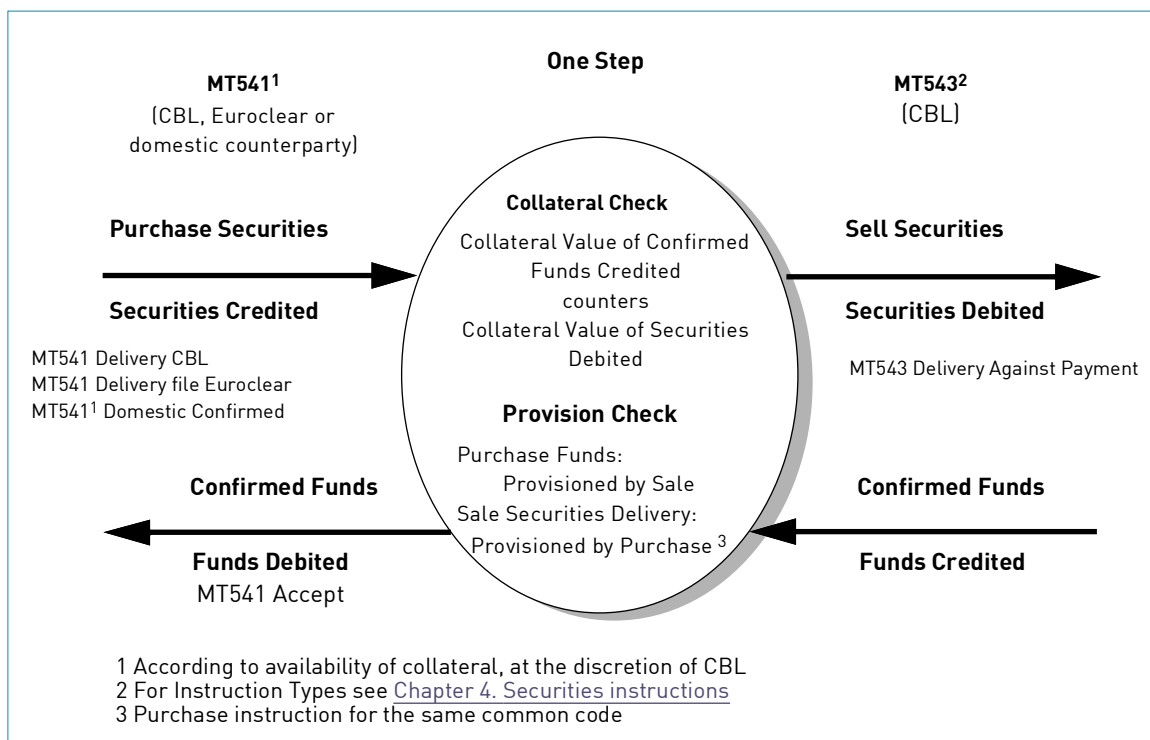 One Step
MT541¹
(CBL, Euroclear or
domestic counterparty)
MT543²
(CBL)
Purchase Securities
Securities Credited
MT541 Delivery CBL
MT541 Delivery file Euroclear
MT541¹ Domestic Confirmed
Confirmed Funds
Funds Debited
MT541 Accept
Collateral Check
Collateral Value of Confirmed
Funds Credited
counters
Collateral Value of Securities
Debited
Provision Check
Purchase Funds:
Provisioned by Sale
Sale Securities Delivery:
Provisioned by Purchase ³
Sell Securities
Securities Debited
MT543 Delivery Against Payment
Confirmed Funds
Funds Credited
1 According to availability of collateral, at the discretion of CBL
2 For Instruction Types see Chapter 4. Securities instructions
3 Purchase instruction for the same common code